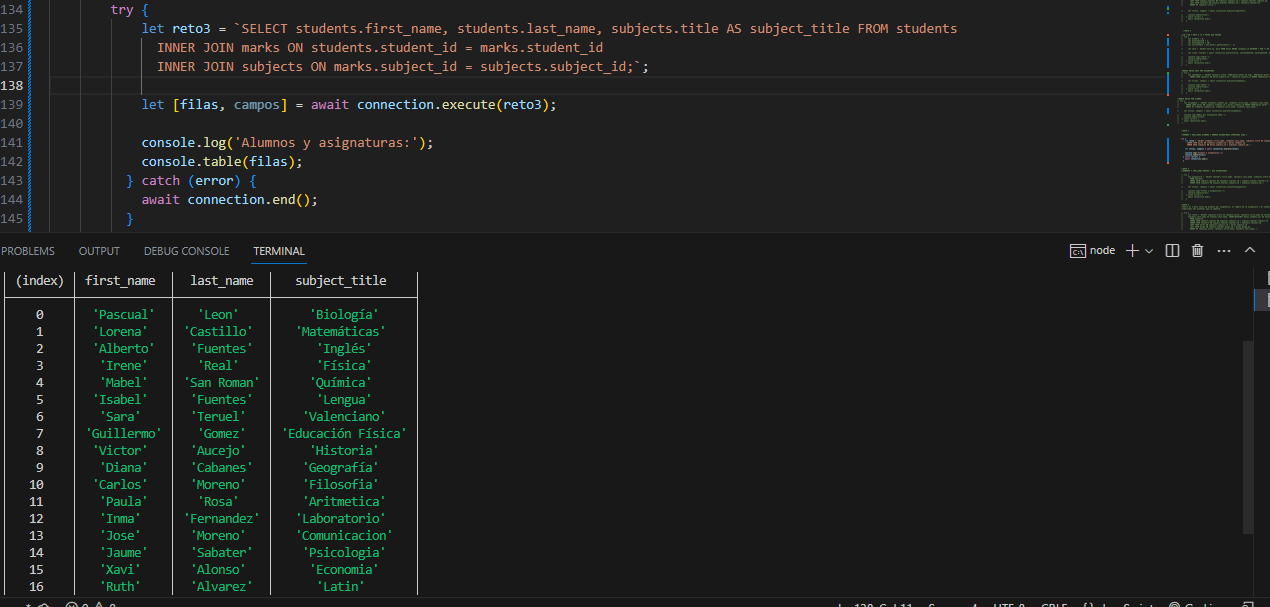 134 try {
135 let reto3 = `SELECT students.first_name, students.last_name, subjects.title AS subject_title FROM students
136 INNER JOIN marks ON students.student_id = marks.student_id
137 INNER JOIN subjects ON marks.subject_id = subjects.subject_id;`;
138
139 let [filas, campos] = await connection.execute(reto3);
140
141 console.log('Alumnos y asignaturas:');
142 console.table(filas);
143 } catch (error) {
144 await connection.end();
145 }
PROBLEMS OUTPUT DEBUG CONSOLE TERMINAL node
(index) first_name last_name subject_title
0 'Pascual' 'Leon' 'Biología'
1 'Lorena' 'Castillo' 'Matemáticas'
2 'Alberto' 'Fuentes' 'Inglés'
3 'Irene' 'Real' 'Física'
4 'Mabel' 'San Roman' 'Química'
5 'Isabel' 'Fuentes' 'Lengua'
6 'Sara' 'Teruel' 'Valenciano'
7 'Guillermo' 'Gomez' 'Educación Física'
8 'Victor' 'Aucejo' 'Historia'
9 'Diana' 'Cabanes' 'Geografía'
10 'Carlos' 'Moreno' 'Filosofia'
11 'Paula' 'Rosa' 'Aritmetica'
12 'Inma' 'Fernandez' 'Laboratorio'
13 'Jose' 'Moreno' 'Comunicacion'
14 'Jaume' 'Sabater' 'Psicologia'
15 'Xavi' 'Alonso' 'Economia'
16 'Ruth' 'Alvarez' 'Latin'